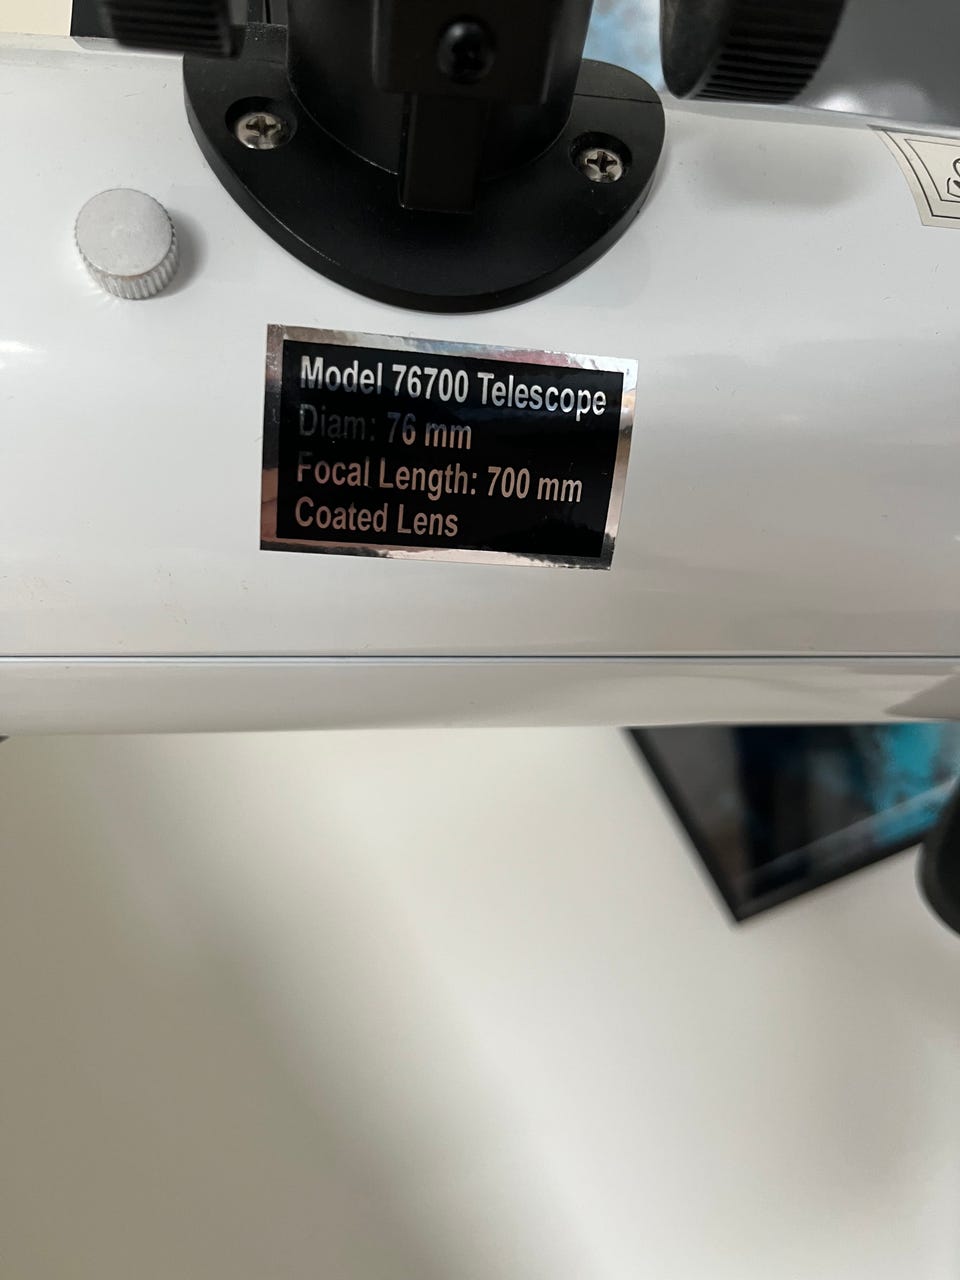 Model 76700 Telescope
Diam: 76 mm
Focal Length: 700 mm
Coated Lens